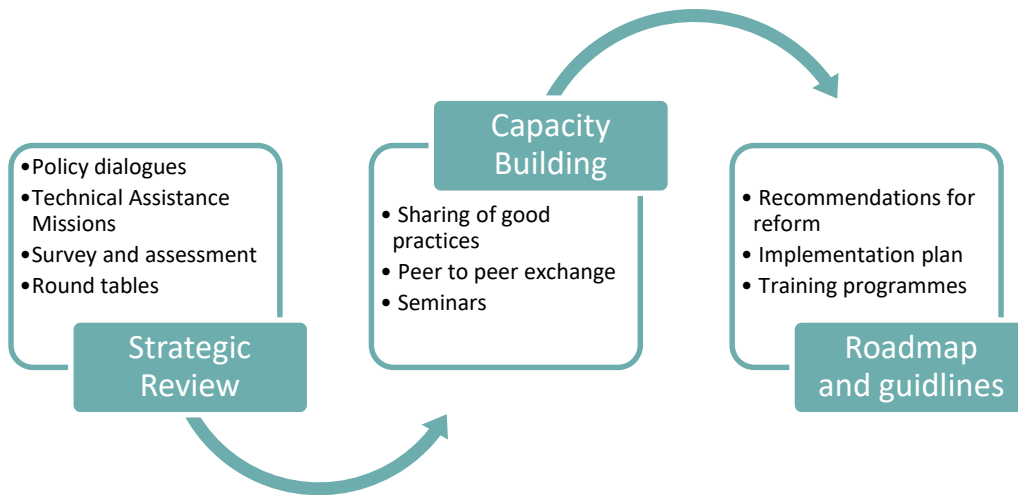 •Policy dialogues
•Technical Assistance
Missions
•Survey and assessment
•Round tables
Strategic
Review
Capacity
Building
• Sharing of good
practices
• Peer to peer exchange
• Seminars
• Recommendations for
reform
• Implementation plan
• Training programmes
Roadmap
and guidlines